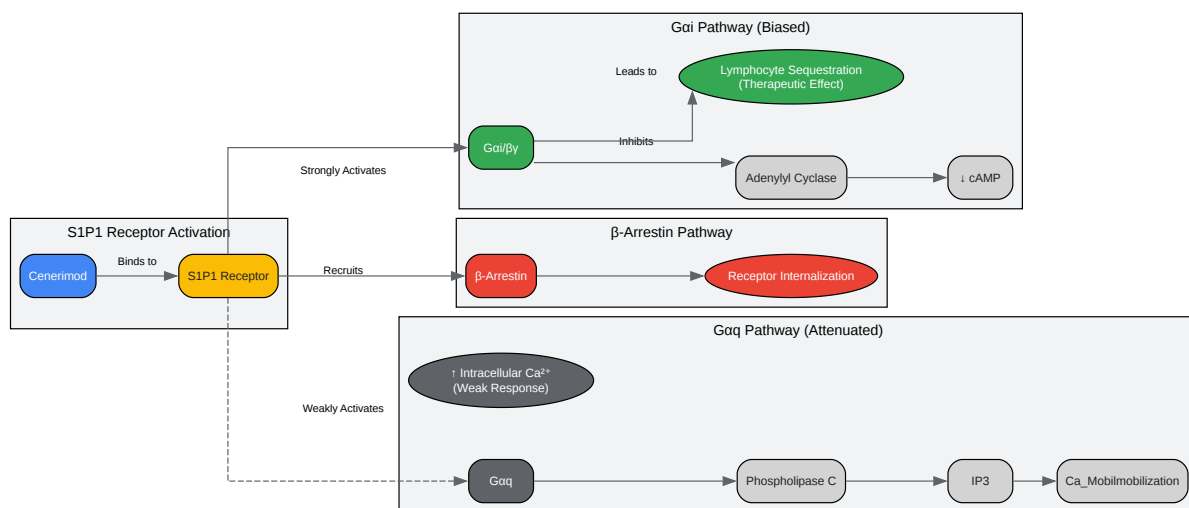 Gαi Pathway (Biased)
Leads to
Lymphocyte Sequestration
(Therapeutic Effect)
Gαi/βγ
Inhibits
Strongly Activates
Adenylyl Cyclase
↓ cAMP
S1P1 Receptor Activation
Cenerimod
Binds to
S1P1 Receptor
Recruits
β-Arrestin Pathway
β-Arrestin
Receptor Internalization
Gαq Pathway (Attenuated)
↑ Intracellular Ca²⁺
(Weak Response)
Weakly Activates
Gαq
Phospholipase C
IP3
Ca_Mobilmobilization